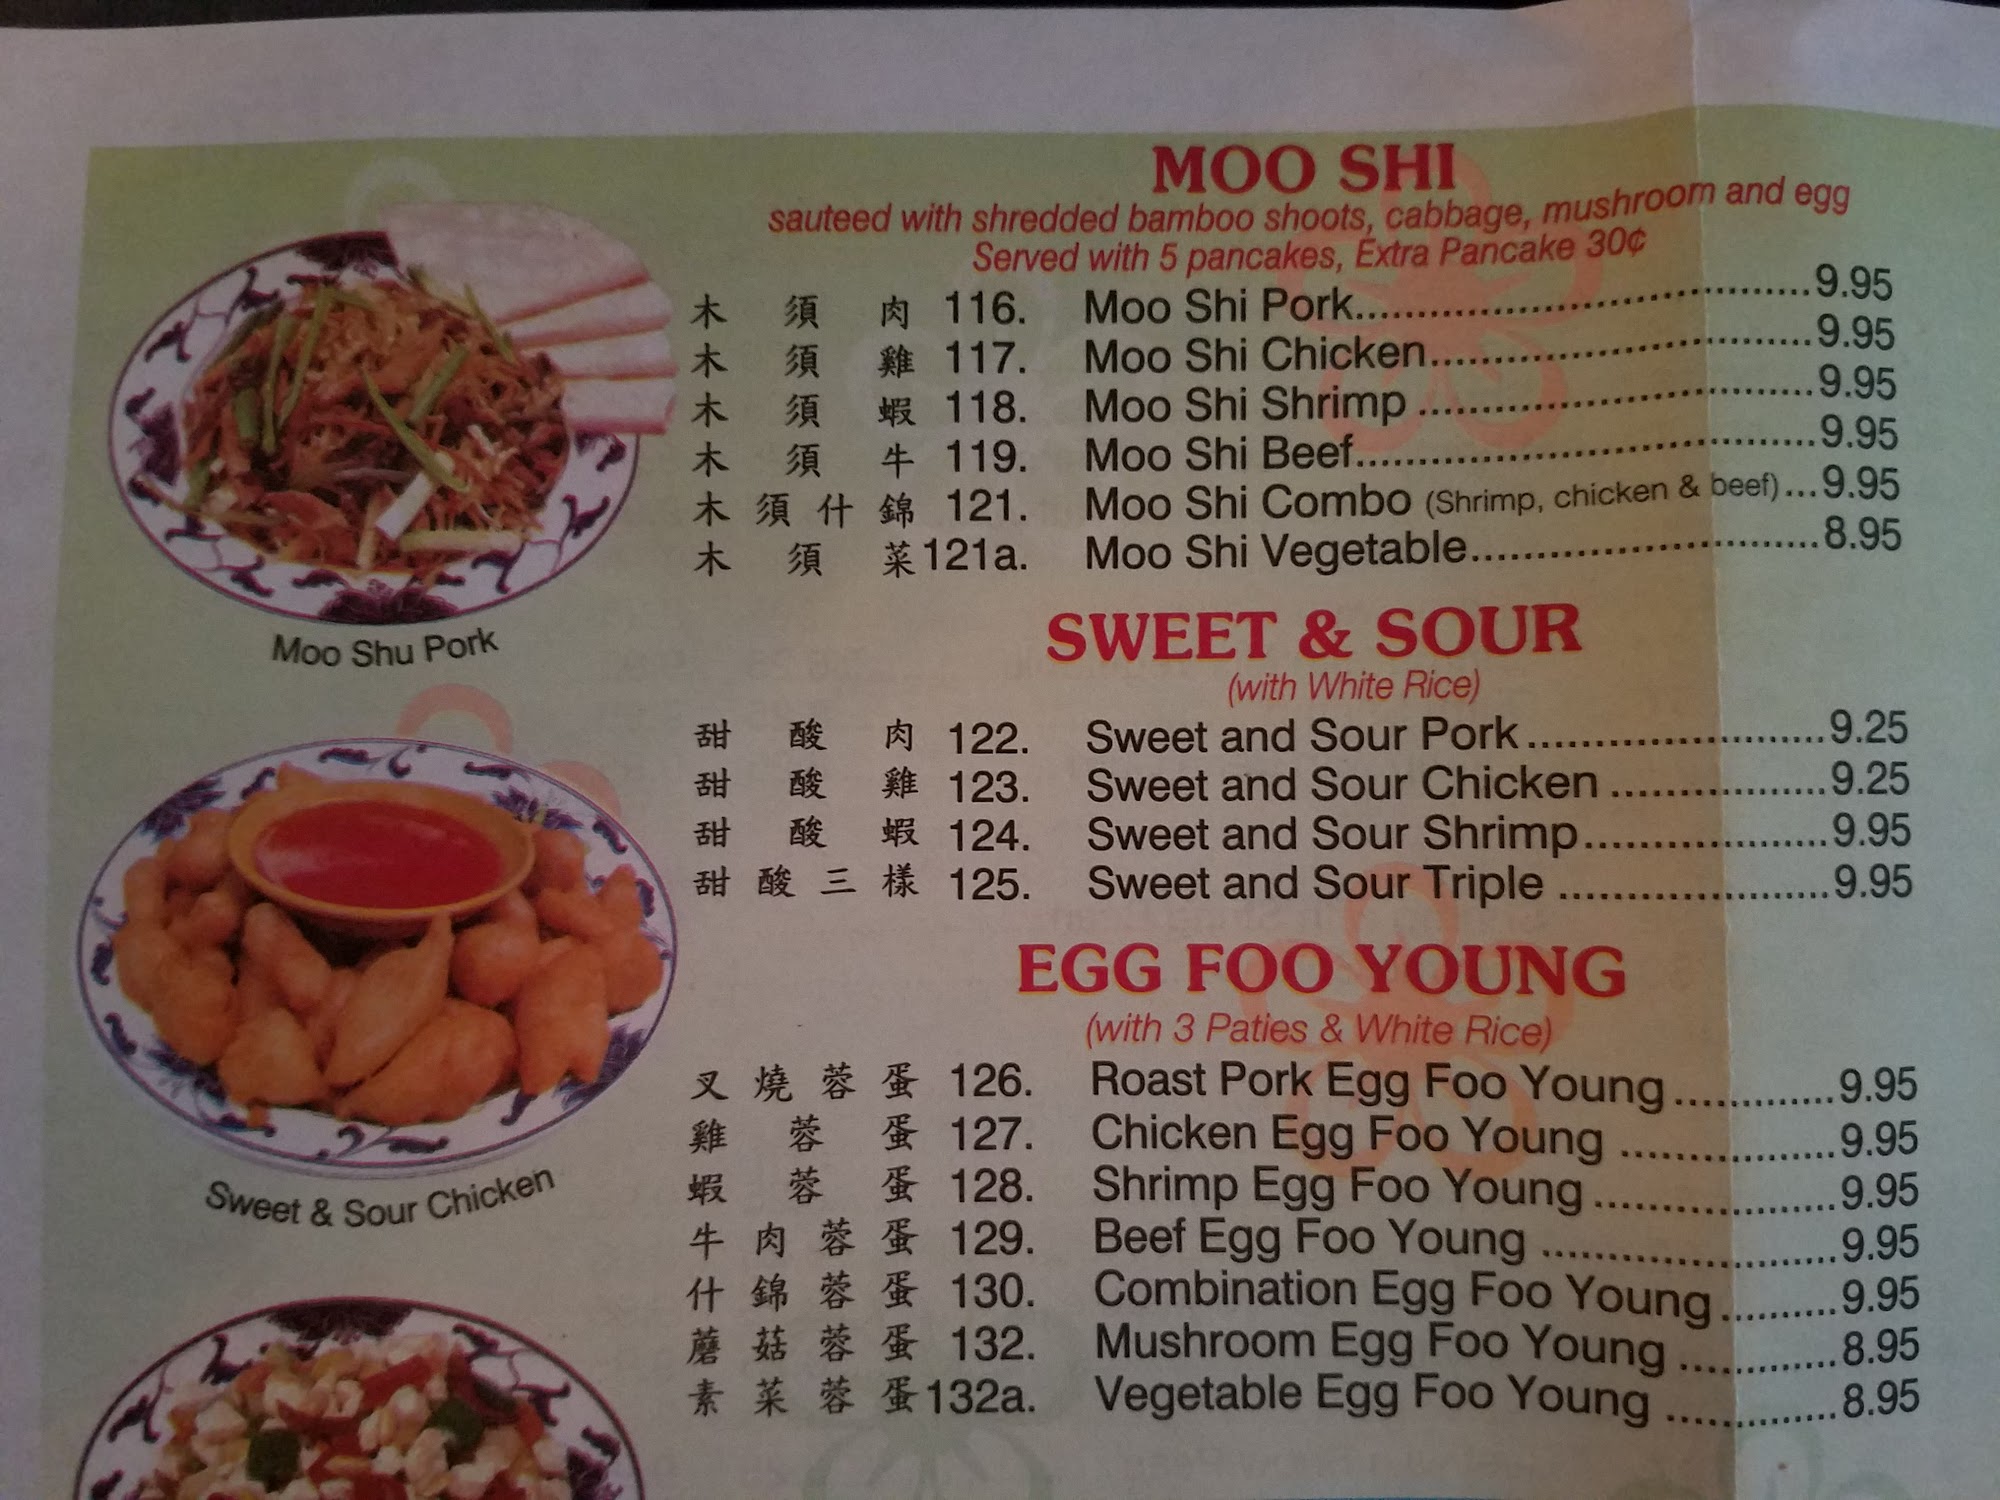 MOO SHI
sauteed with shredded bamboo shoots, cabbage, mushroom and egg
Served with 5 pancakes, Extra Pancake 30¢
木須肉 116. Moo Shi Pork 9.95
木須雞 117. Moo Shi Chicken 9.95
木須蝦 118. Moo Shi Shrimp 9.95
木須牛 119. Moo Shi Beef 9.95
木須什錦 121. Moo Shi Combo (Shrimp, chicken & beef) 9.95
木須菜 121a. Moo Shi Vegetable 8.95
Moo Shu Pork
SWEET & SOUR
(with White Rice)
甜酸肉 122. Sweet and Sour Pork 9.25
甜酸雞 123. Sweet and Sour Chicken 9.25
甜酸蝦 124. Sweet and Sour Shrimp 9.95
甜酸三樣 125. Sweet and Sour Triple 9.95
Sweet & Sour Chicken
EGG FOO YOUNG
(with 3 Paties & White Rice)
叉燒蓉蛋 126. Roast Pork Egg Foo Young 9.95
雞蓉蛋 127. Chicken Egg Foo Young 9.95
蝦蓉蛋 128. Shrimp Egg Foo Young 9.95
牛肉蓉蛋 129. Beef Egg Foo Young 9.95
什錦蓉蛋 130. Combination Egg Foo Young 9.95
蘑菇蓉蛋 132. Mushroom Egg Foo Young 8.95
素菜蓉蛋 132a. Vegetable Egg Foo Young 8.95